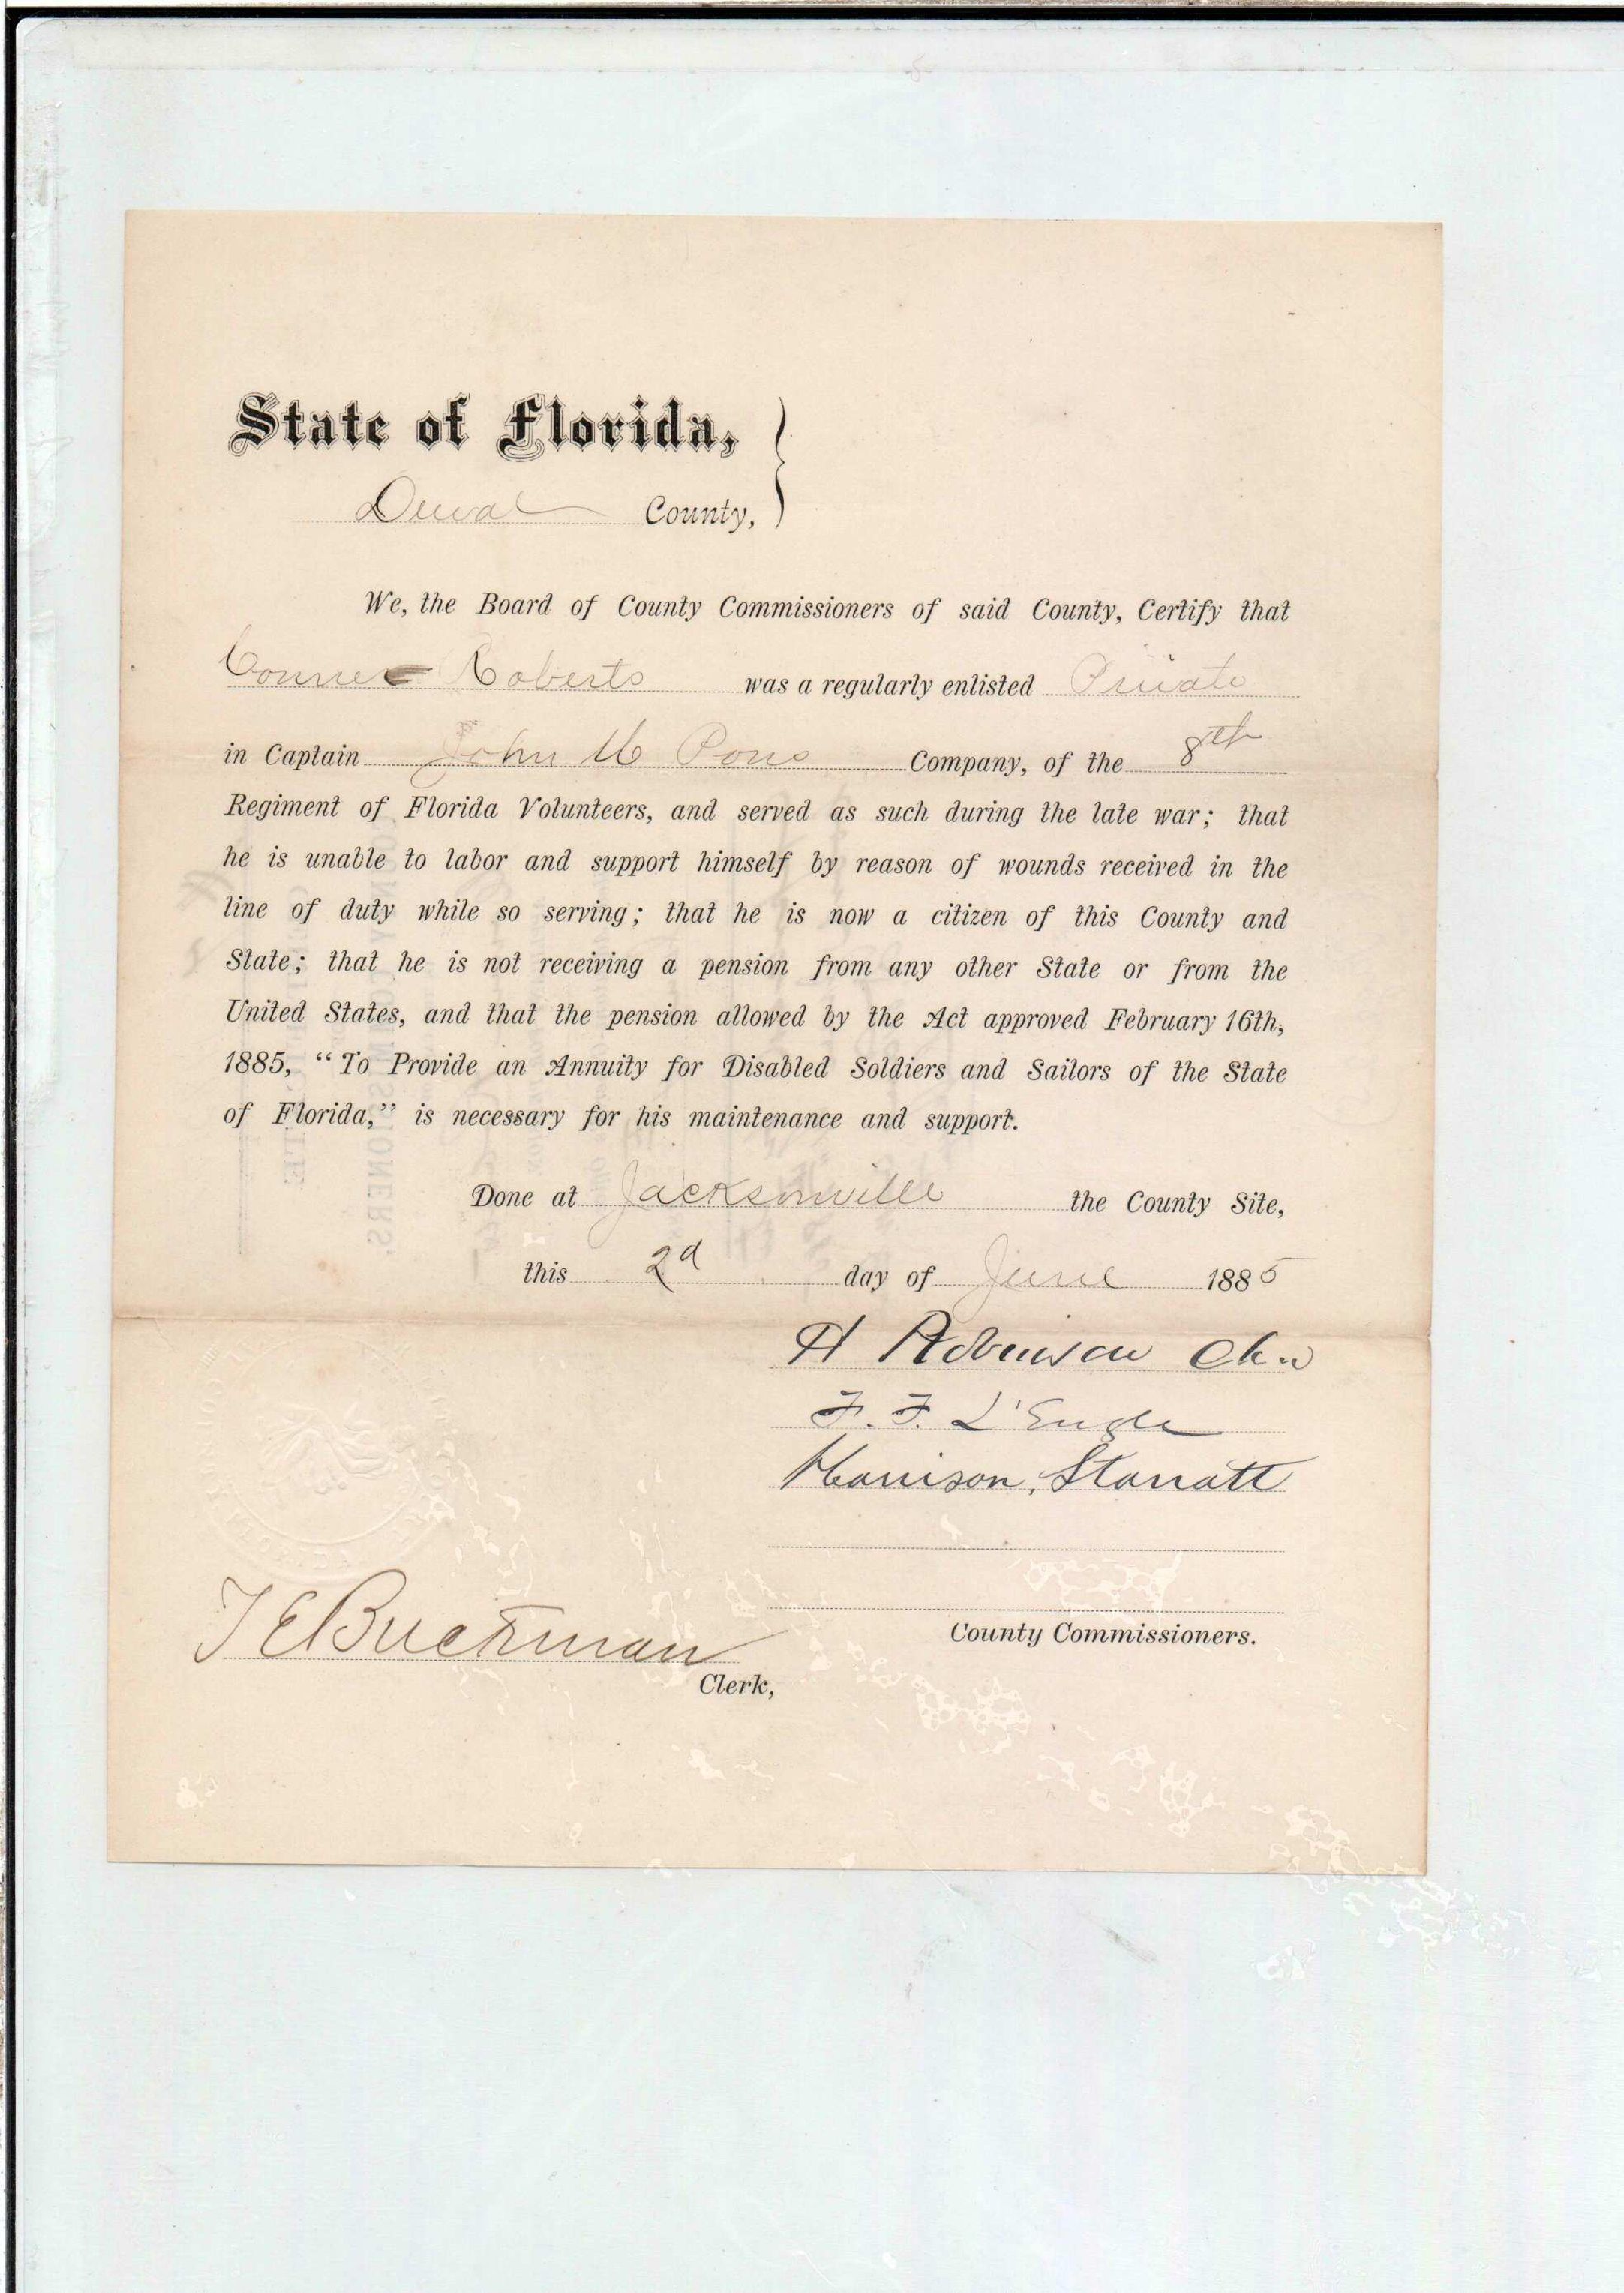 State of Florida,
Duval County,
We, the Board of County Commissioners of said County, Certify that
Roberts was a regularly enlisted Private
in Captain John Pons Company, of the 8th
Regiment of Florida Volunteers, and served as such during the late war; that
he is unable to labor and support himself by reason of wounds received in the
line of duty while so serving; that he is now a citizen of this County and
State; that he is not receiving a pension from any other State or from the
United States, and that the pension allowed by the Act approved February 16th,
1885, "To Provide an Annuity for Disabled Soldiers and Sailors of the State
of Florida," is necessary for his maintenance and support.
Done at Jacksonville the County Site,
this 2d day of June 1885
H Robinson
F. F. L'Engle
Harrison, Starratt
T E Buckman
County Commissioners.
Clerk,